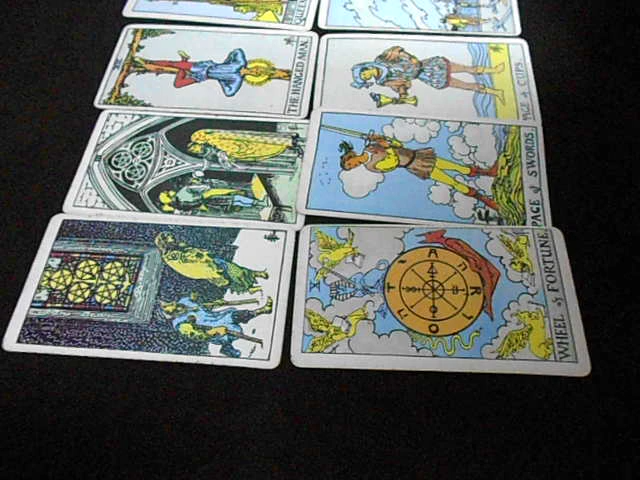 THE HANGED MAN
PAGE of CUPS
PAGE of SWORDS
X
T A R O
WHEEL of FORTUNE